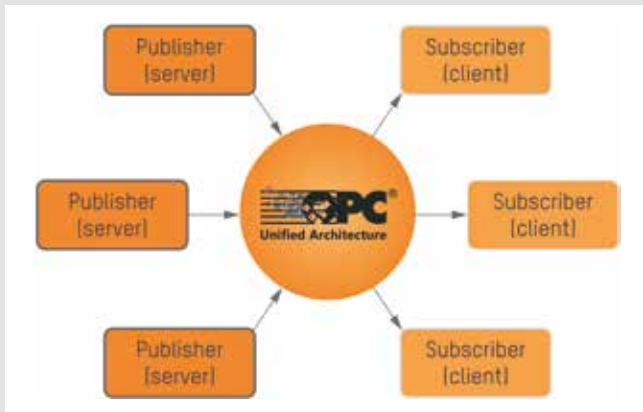 Publisher
(server)
Subscriber
(client)
Publisher
(server)
OPC®
Unified Architecture
Subscriber
(client)
Publisher
(server)
Subscriber
(client)